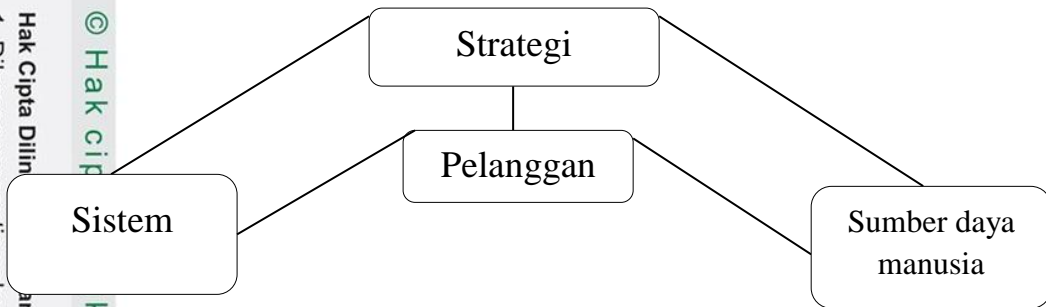 Strategi
Pelanggan
Sistem
Sumber daya
manusia
© Hak cip
Hak Cipta Dilin